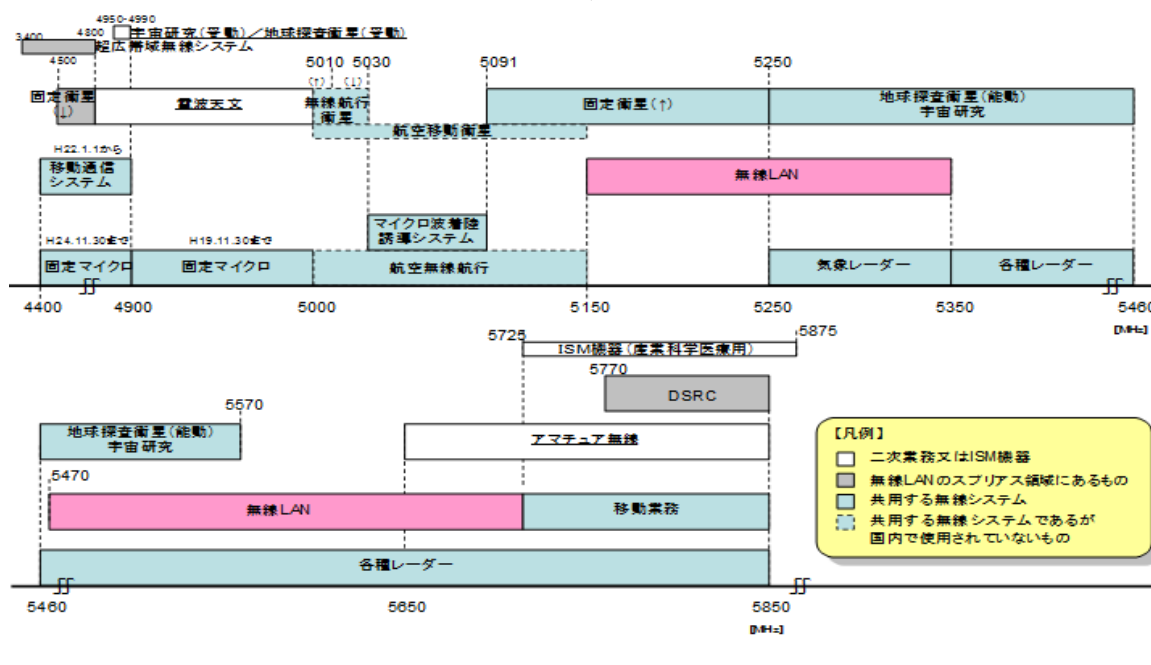 4950-4990
宇宙研究(受動)／地球探査衛星(受動)
3400
4800
超広帯域無線システム
4500
5010
5030
5091
5250
(↑)
(↓)
固定衛星
(↓)
電波天文
無線航行
衛星
固定衛星(↑)
地球探査衛星(能動)
宇宙研究
航空移動衛星
H22.1.1から
移動通信
システム
無線LAN
マイクロ波着陸
誘導システム
H24.11.30まで
H19.11.30まで
固定マイクロ
固定マイクロ
航空無線航行
気象レーダー
各種レーダー
4400
4900
5000
5150
5250
5350
5460
[MHz]
5725
5875
ISM機器(産業科学医療用)
5770
DSRC
5570
地球探査衛星(能動)
宇宙研究
アマチュア無線
5470
無線LAN
移動業務
各種レーダー
5460
5650
5850
[MHz]
【凡例】
二次業務又はISM機器
無線LANのスプリアス領域にあるもの
共用する無線システム
共用する無線システムであるが
国内で使用されていないもの